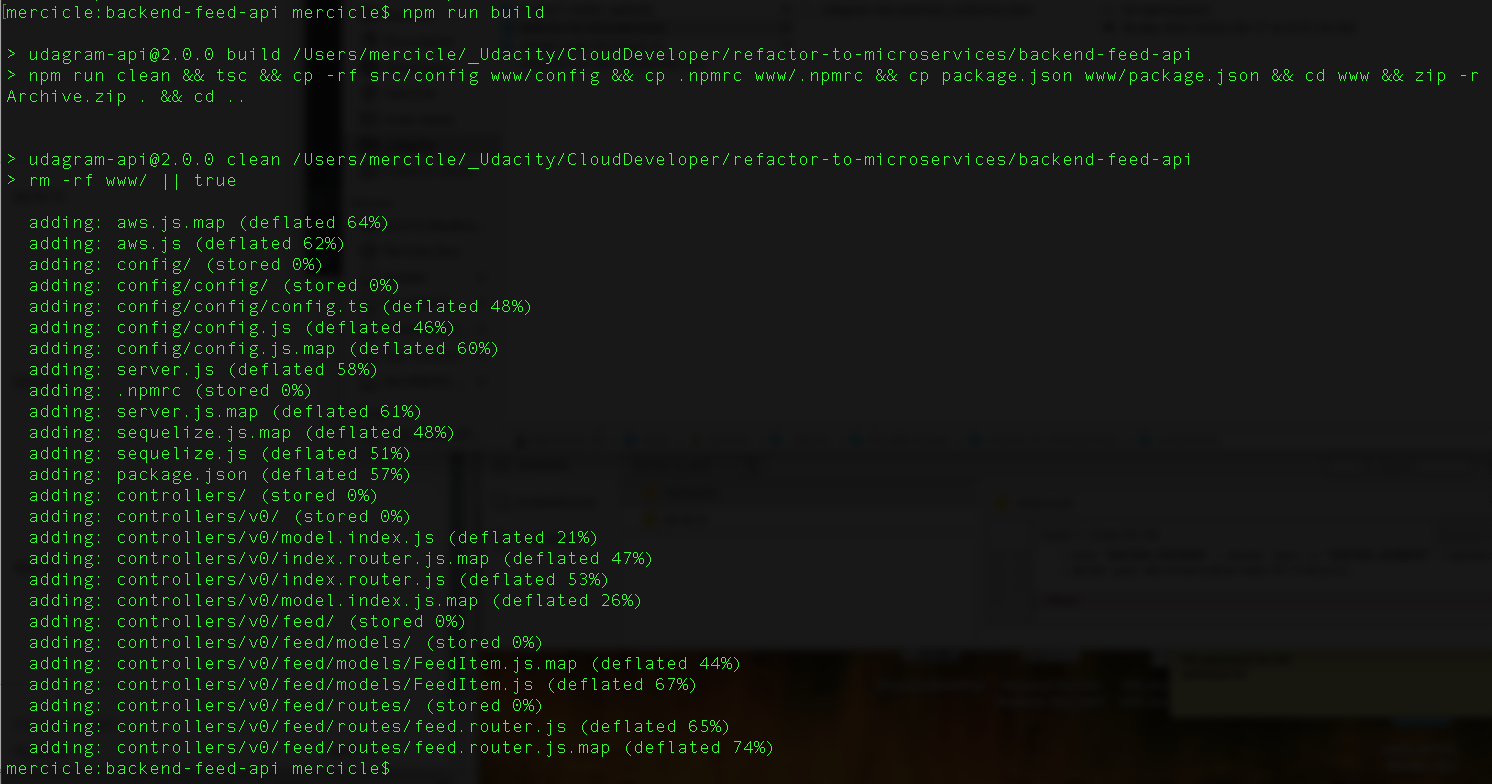 [mercicle:backend-feed-api mercicle$ npm run build
> udagram-api@2.0.0 build /Users/mercicle/_Udacity/CloudDeveloper/refactor-to-microservices/backend-feed-api
> npm run clean && tsc && cp -rf src/config www/config && cp .npmrc www/.npmrc && cp package.json www/package.json && cd www && zip -r
Archive.zip . && cd ..
> udagram-api@2.0.0 clean /Users/mercicle/_Udacity/CloudDeveloper/refactor-to-microservices/backend-feed-api
> rm -rf www/ || true
adding: aws.js.map (deflated 64%)
adding: aws.js (deflated 62%)
adding: config/ (stored 0%)
adding: config/config/ (stored 0%)
adding: config/config/config.ts (deflated 48%)
adding: config/config.js (deflated 46%)
adding: config/config.js.map (deflated 60%)
adding: server.js (deflated 58%)
adding: .npmrc (stored 0%)
adding: server.js.map (deflated 61%)
adding: sequelize.js.map (deflated 48%)
adding: sequelize.js (deflated 51%)
adding: package.json (deflated 57%)
adding: controllers/ (stored 0%)
adding: controllers/v0/ (stored 0%)
adding: controllers/v0/model.index.js (deflated 21%)
adding: controllers/v0/index.router.js.map (deflated 47%)
adding: controllers/v0/index.router.js (deflated 53%)
adding: controllers/v0/model.index.js.map (deflated 26%)
adding: controllers/v0/feed/ (stored 0%)
adding: controllers/v0/feed/models/ (stored 0%)
adding: controllers/v0/feed/models/FeedItem.js.map (deflated 44%)
adding: controllers/v0/feed/models/FeedItem.js (deflated 67%)
adding: controllers/v0/feed/routes/ (stored 0%)
adding: controllers/v0/feed/routes/feed.router.js (deflated 65%)
adding: controllers/v0/feed/routes/feed.router.js.map (deflated 74%)
mercicle:backend-feed-api mercicle$